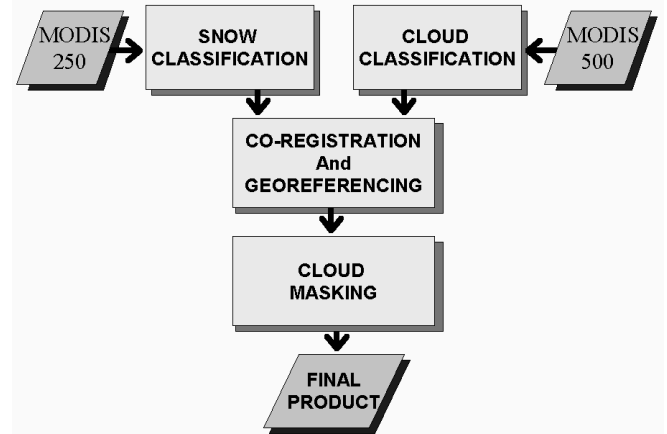 MODIS
250
SNOW
CLASSIFICATION
CLOUD
CLASSIFICATION
MODIS
500
CO-REGISTRATION
And
GEOREFERENCING
CLOUD
MASKING
FINAL
PRODUCT